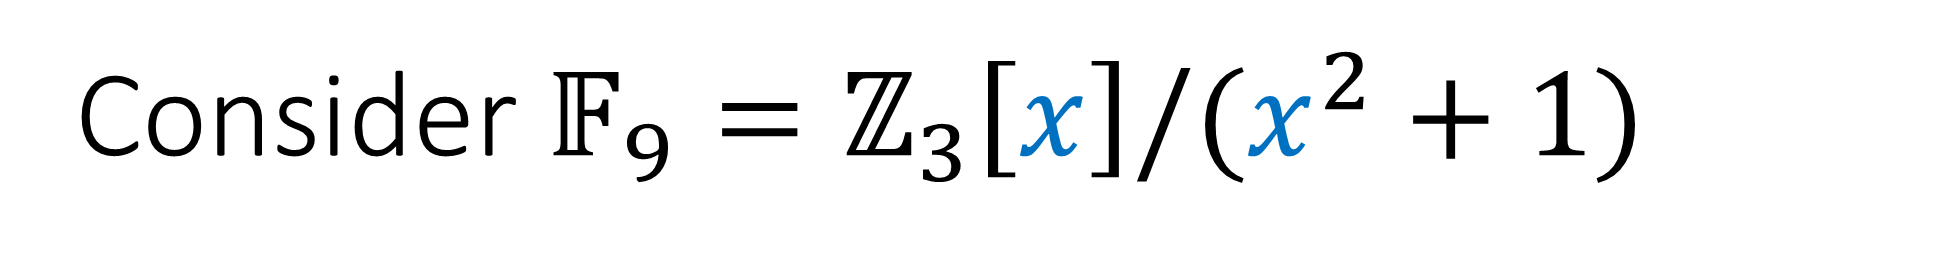 Consider 𝔽₉ = ℤ₃[x]/(x² + 1)